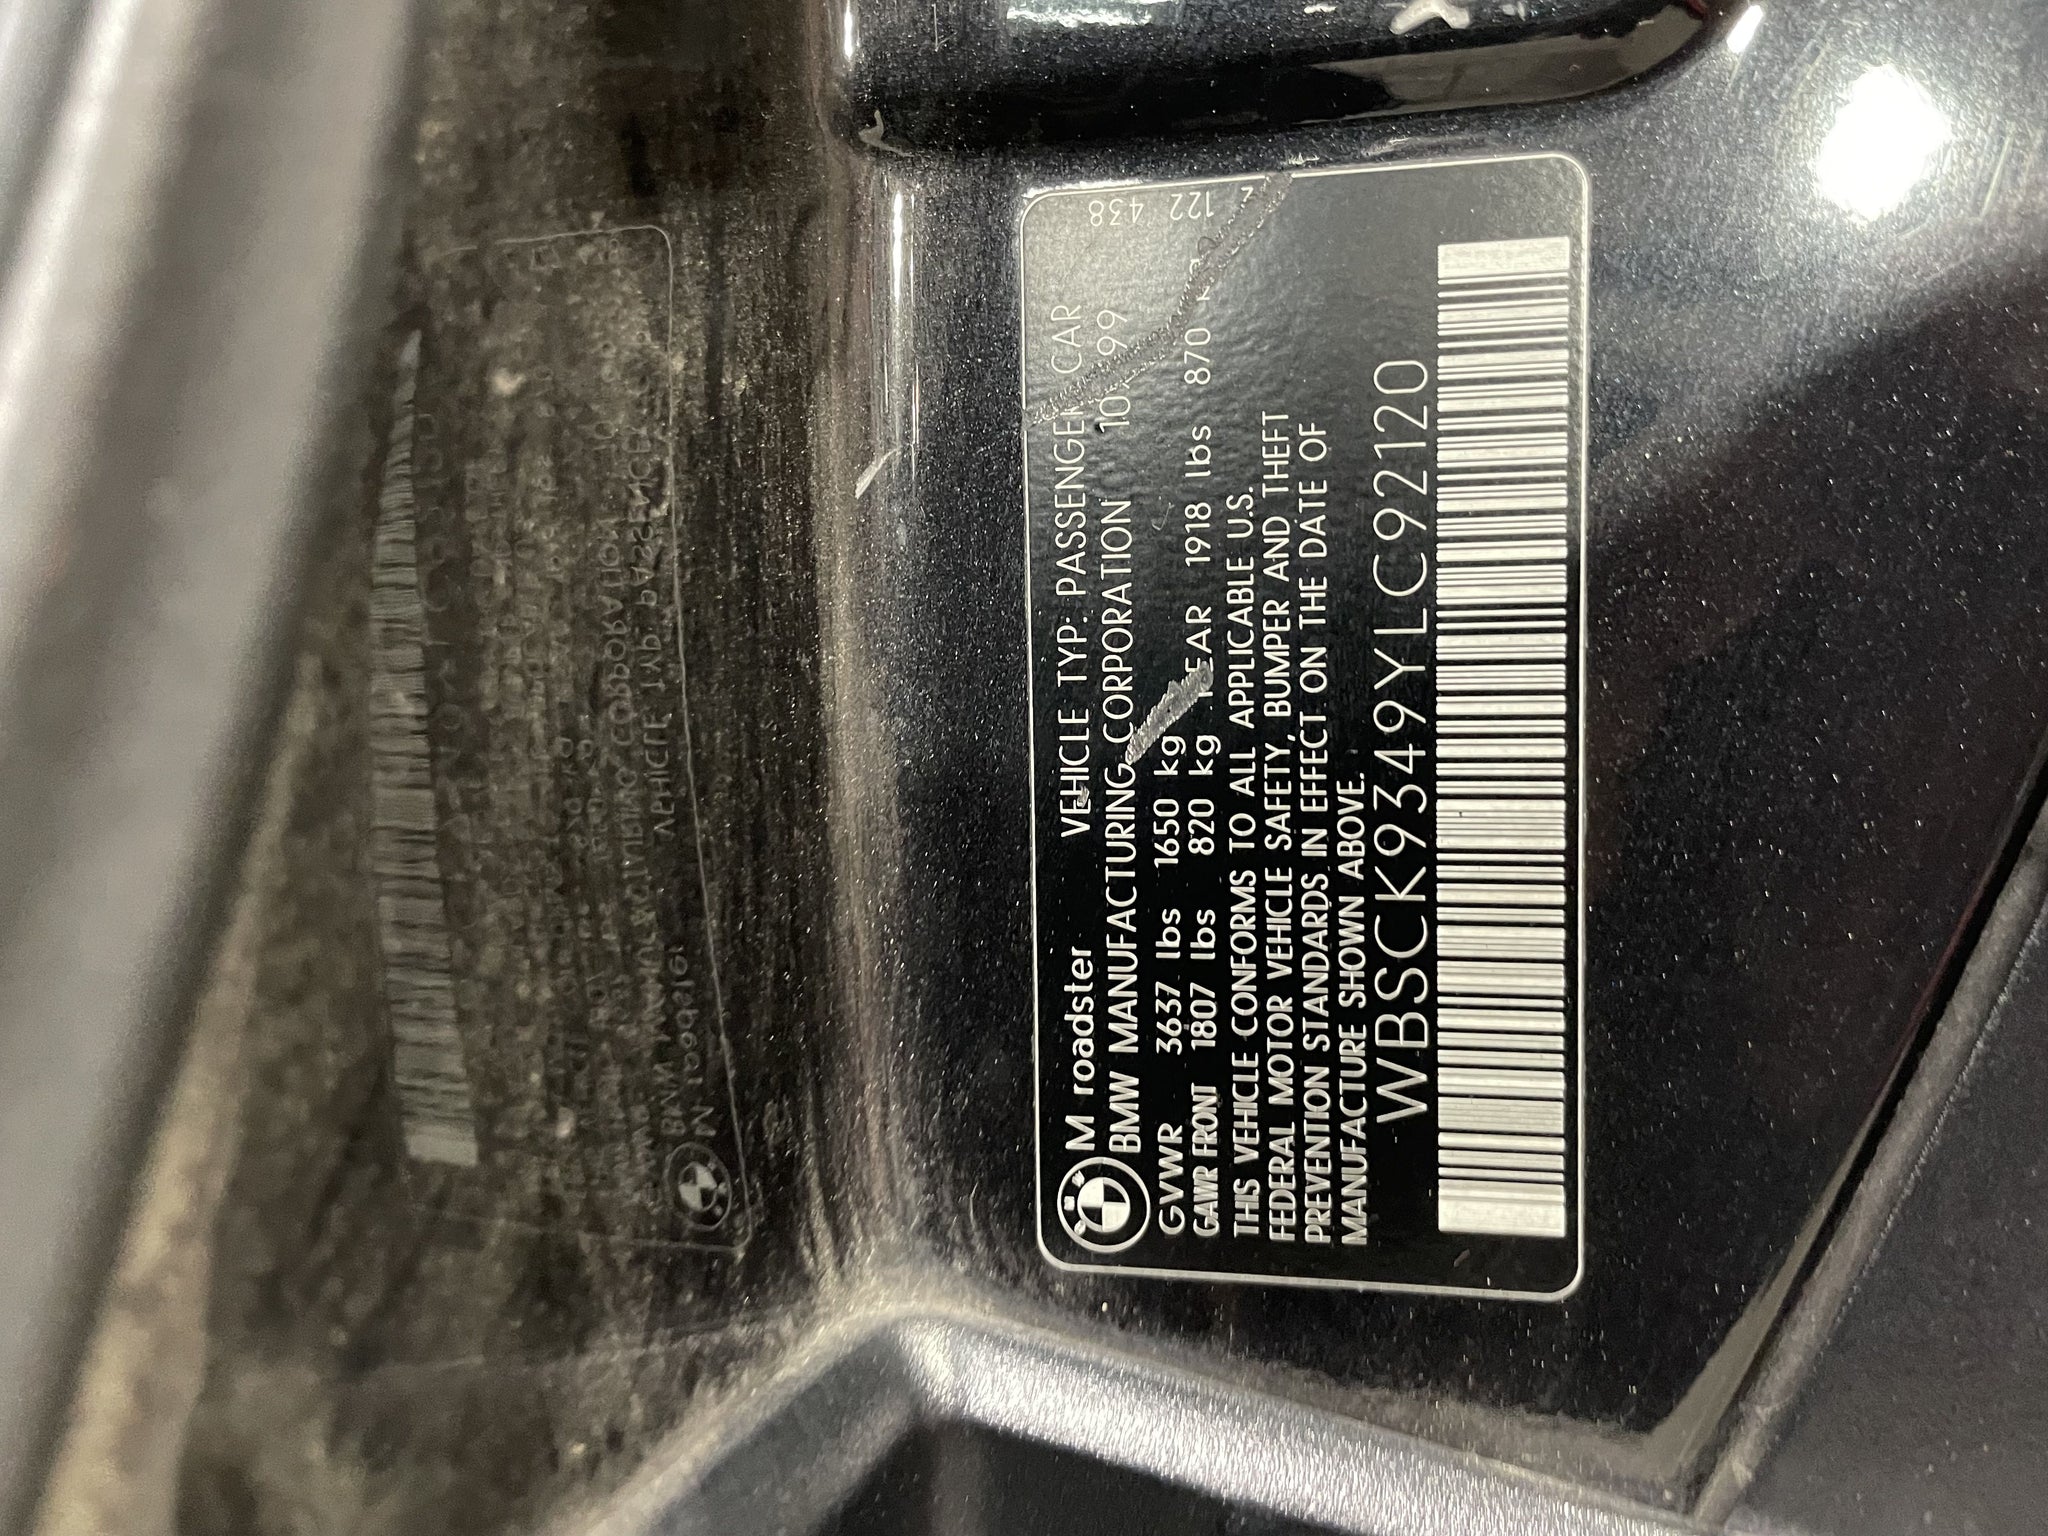 M roadster VEHICLE TYP: PASSENGER CAR 438
BMW MANUFACTURING CORPORATION 10 99 122
GVWR 3637 lbs 1650 kg
GAWR FRONT 1807 lbs 820 kg REAR 1918 lbs 870 kg
THIS VEHICLE CONFORMS TO ALL APPLICABLE U.S.
FEDERAL MOTOR VEHICLE SAFETY, BUMPER AND THEFT
PREVENTION STANDARDS IN EFFECT ON THE DATE OF
MANUFACTURE SHOWN ABOVE.
WBSCK9349YLC92120